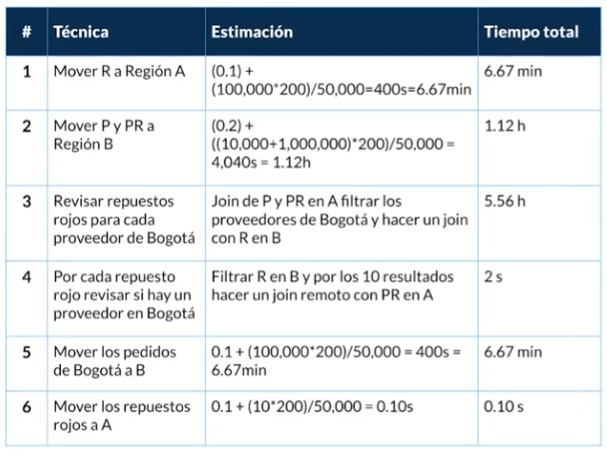 # Técnica Estimación Tiempo total
1 Mover R a Región A (0.1) + 6.67 min
(100,000*200)/50,000=400s=6.67min
2 Mover P y PR a (0.2) + 1.12 h
Región B ((10,000+1,000,000)*200)/50,000 =
4,040s = 1.12h
3 Revisar repuestos Join de P y PR en A filtrar los 5.56 h
rojos para cada proveedores de Bogotá y hacer un join
proveedor de Bogotá con R en B
4 Por cada repuesto Filtrar R en B y por los 10 resultados 2 s
rojo revisar si hay un hacer un join remoto con PR en A
proveedor en Bogotá
5 Mover los pedidos 0.1 + (100,000*200)/50,000 = 400s = 6.67 min
de Bogotá a B 6.67min
6 Mover los repuestos 0.1 + (10*200)/50,000 = 0.10s 0.10 s
rojos a A